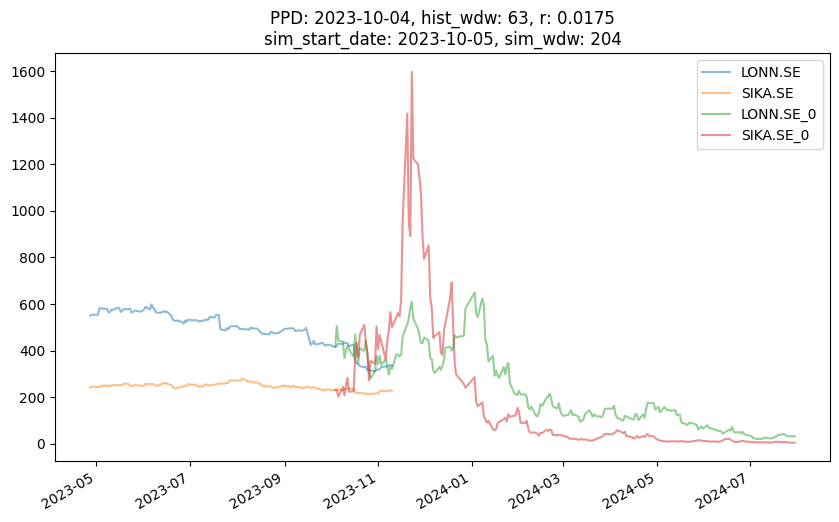 PPD: 2023-10-04, hist_wdw: 63, r: 0.0175
sim_start_date: 2023-10-05, sim_wdw: 204
LONN.SE
SIKA.SE
LONN.SE_0
SIKA.SE_0
1600
1400
1200
1000
800
600
400
200
0
2023-05
2023-07
2023-09
2023-11
2024-01
2024-03
2024-05
2024-07